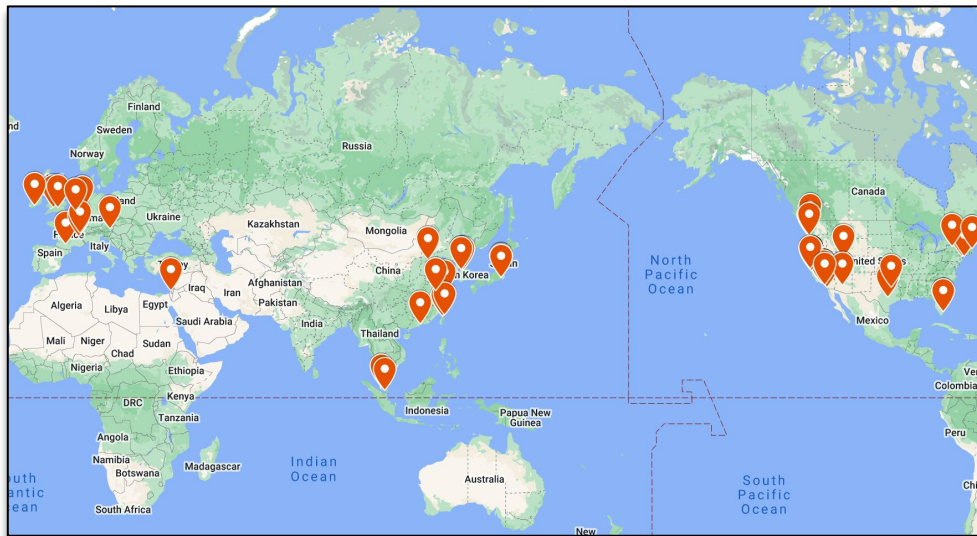 Finland
Sweden
Norway
Russia
Canada
Ukraine
Kazakhstan
Mongolia
Spain
Italy
North
Pacific
Ocean
China
Iraq
Iran
Afghanistan
Pakistan
Algeria
Libya
Egypt
Saudi Arabia
India
Mexico
Mali
Niger
Sudan
Chad
Thailand
Nigeria
Ethiopia
Kenya
DRC
Tanzania
Indonesia
Papua New
Guinea
Colombia
Peru
Angola
Namibia
Botswana
Madagascar
Indian
Ocean
Australia
South
Pacific
Ocean
South Africa
New